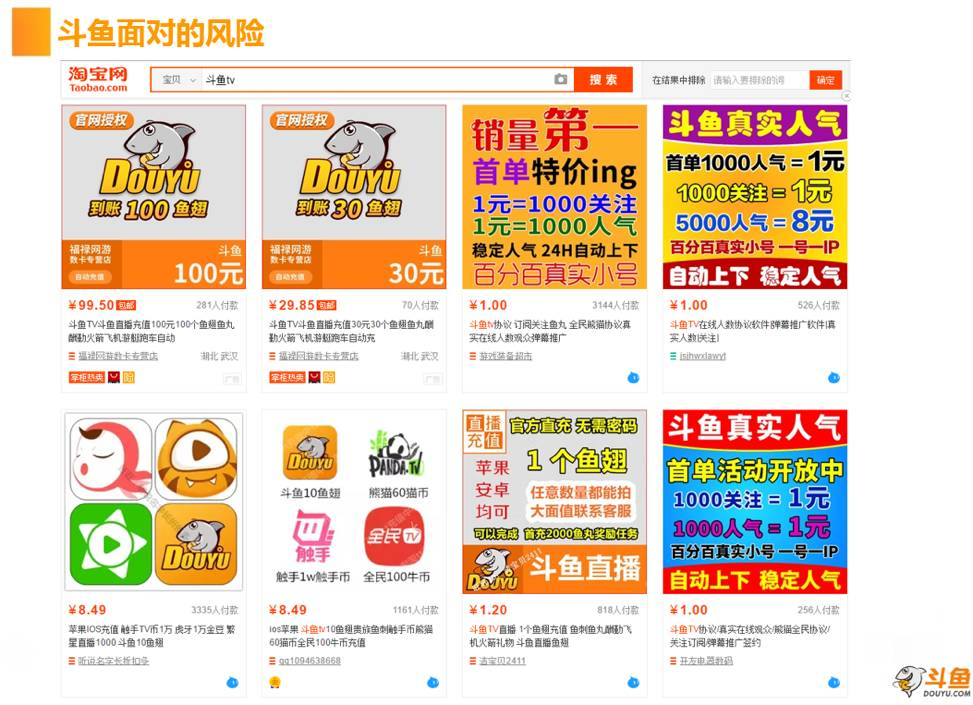 斗鱼面对的风险
淘宝网
Taobao.com
宝贝
斗鱼tv
搜索
在结果中排除
请输入要排除的词
确定
官网授权
DOUYU
到账100鱼翅
福禄网游
数卡专营店
自动充值
斗鱼
100元
¥99.50 包邮
281人付款
斗鱼TV斗鱼直播充值100元100个鱼翅鱼丸
酬勤火箭飞机游艇跑车自动
福禄网游数卡专营店
湖北 武汉
掌柜热卖
广告
官网授权
DOUYU
到账30鱼翅
福禄网游
数卡专营店
自动充值
斗鱼
30元
¥29.85 包邮
70人付款
斗鱼TV斗鱼直播充值30元30个鱼翅鱼丸酬
勤火箭飞机游艇跑车自动充
福禄网游数卡专营店
湖北 武汉
掌柜热卖
广告
销量第一
首单特价ing
1元=1000关注
1元=1000人气
稳定人气 24H自动上下
百分百真实小号
¥1.00
3144人付款
斗鱼tv协议 订阅关注鱼丸 全民熊猫协议真
实在线人数观众弹幕推广
游戏装备超市
斗鱼真实人气
首单1000人气 = 1元
1000关注 = 1元
5000人气 = 8元
百分百真实小号 一号一IP
自动上下 稳定人气
¥1.00
526人付款
斗鱼TV在线人数协议软件|弹幕推广软件|真
实人数|关注|
jsjhwxlawyt
DOUYU
¥8.49
3335人付款
苹果IOS充值 触手TV币1万 虎牙1万金豆 繁
星直播1000 斗鱼10鱼翅
听说名字长折扣多
DOUYU
斗鱼10鱼翅
PANDA.TV
熊猫60猫币
触手
触手1w触手币
全民TV
全民100牛币
¥8.49
1161人付款
ios苹果 斗鱼tv10鱼翅贵族鱼刺触手币熊猫
60猫币全民100牛币充值
qq1094638668
直播
充值
官方直充 无需密码
苹果
安卓
均可
1 个鱼翅
任意数量都能拍
大面值联系客服
可以完成 首充2000鱼丸奖励任务
DOUYU
斗鱼直播
¥1.20
818人付款
斗鱼TV直播 1个鱼翅充值 鱼刺鱼丸酬勤飞
机火箭礼物 斗鱼直播鱼翅
洁宝贝2411
斗鱼真实人气
首单活动开放中
1000关注 = 1元
1000人气 = 1元
百分百真实小号 一号一IP
自动上下 稳定人气
¥1.00
256人付款
斗鱼TV协议/真实在线观众/熊猫全民协议/
关注订阅/弹幕推广签约
开友电器数码
斗鱼
DOUYU.COM